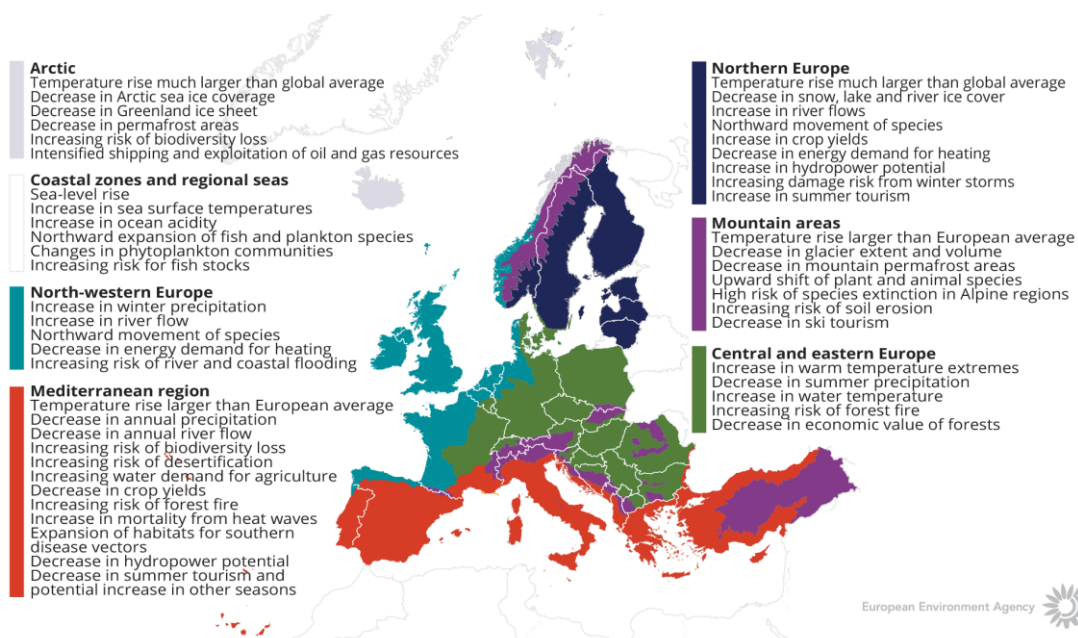 Arctic
Temperature rise much larger than global average
Decrease in Arctic sea ice coverage
Decrease in Greenland ice sheet
Decrease in permafrost areas
Increasing risk of biodiversity loss
Intensified shipping and exploitation of oil and gas resources
Coastal zones and regional seas
Sea-level rise
Increase in sea surface temperatures
Increase in ocean acidity
Northward expansion of fish and plankton species
Changes in phytoplankton communities
Increasing risk for fish stocks
North-western Europe
Increase in winter precipitation
Increase in river flow
Northward movement of species
Decrease in energy demand for heating
Increasing risk of river and coastal flooding
Mediterranean region
Temperature rise larger than European average
Decrease in annual precipitation
Decrease in annual river flow
Increasing risk of biodiversity loss
Increasing risk of desertification
Increasing water demand for agriculture
Decrease in crop yields
Increasing risk of forest fire
Increase in mortality from heat waves
Expansion of habitats for southern
disease vectors
Decrease in hydropower potential
Decrease in summer tourism and
potential increase in other seasons
Northern Europe
Temperature rise much larger than global average
Decrease in snow, lake and river ice cover
Increase in river flows
Northward movement of species
Increase in crop yields
Decrease in energy demand for heating
Increase in hydropower potential
Increasing damage risk from winter storms
Increase in summer tourism
Mountain areas
Temperature rise larger than European average
Decrease in glacier extent and volume
Decrease in mountain permafrost areas
Upward shift of plant and animal species
High risk of species extinction in Alpine regions
Increasing risk of soil erosion
Decrease in ski tourism
Central and eastern Europe
Increase in warm temperature extremes
Decrease in summer precipitation
Increase in water temperature
Increasing risk of forest fire
Decrease in economic value of forests
European Environment Agency